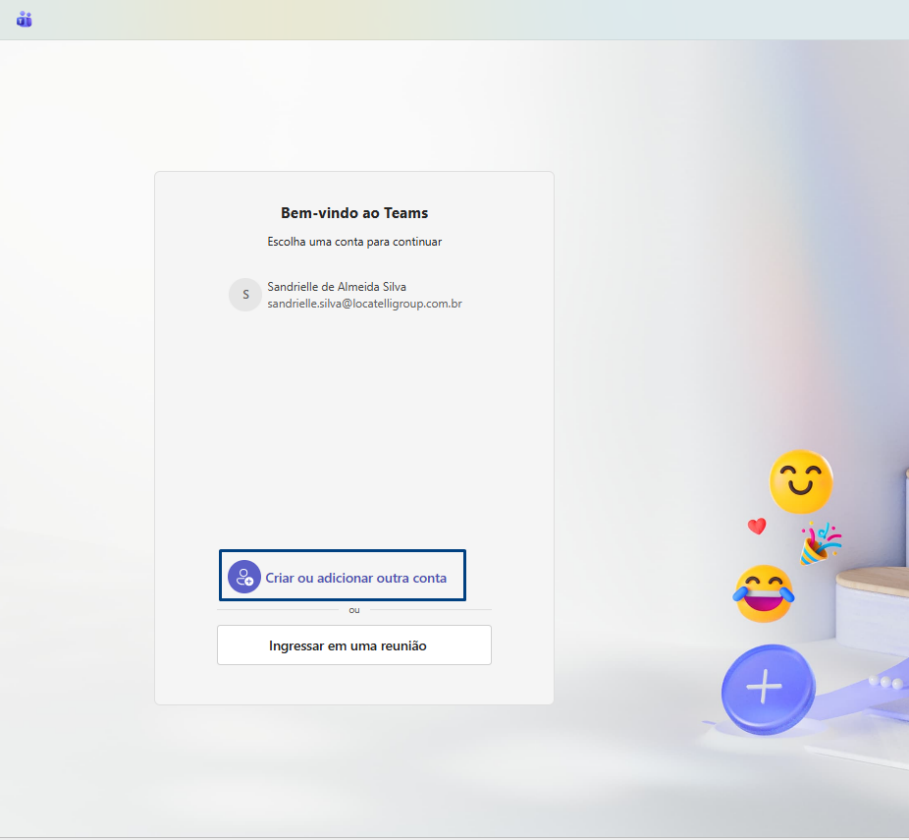 Bem-vindo ao Teams
Escolha uma conta para continuar
S
Sandrielle de Almeida Silva
sandrielle.silva@locatelligroup.com.br
Criar ou adicionar outra conta
ou
Ingressar em uma reunião